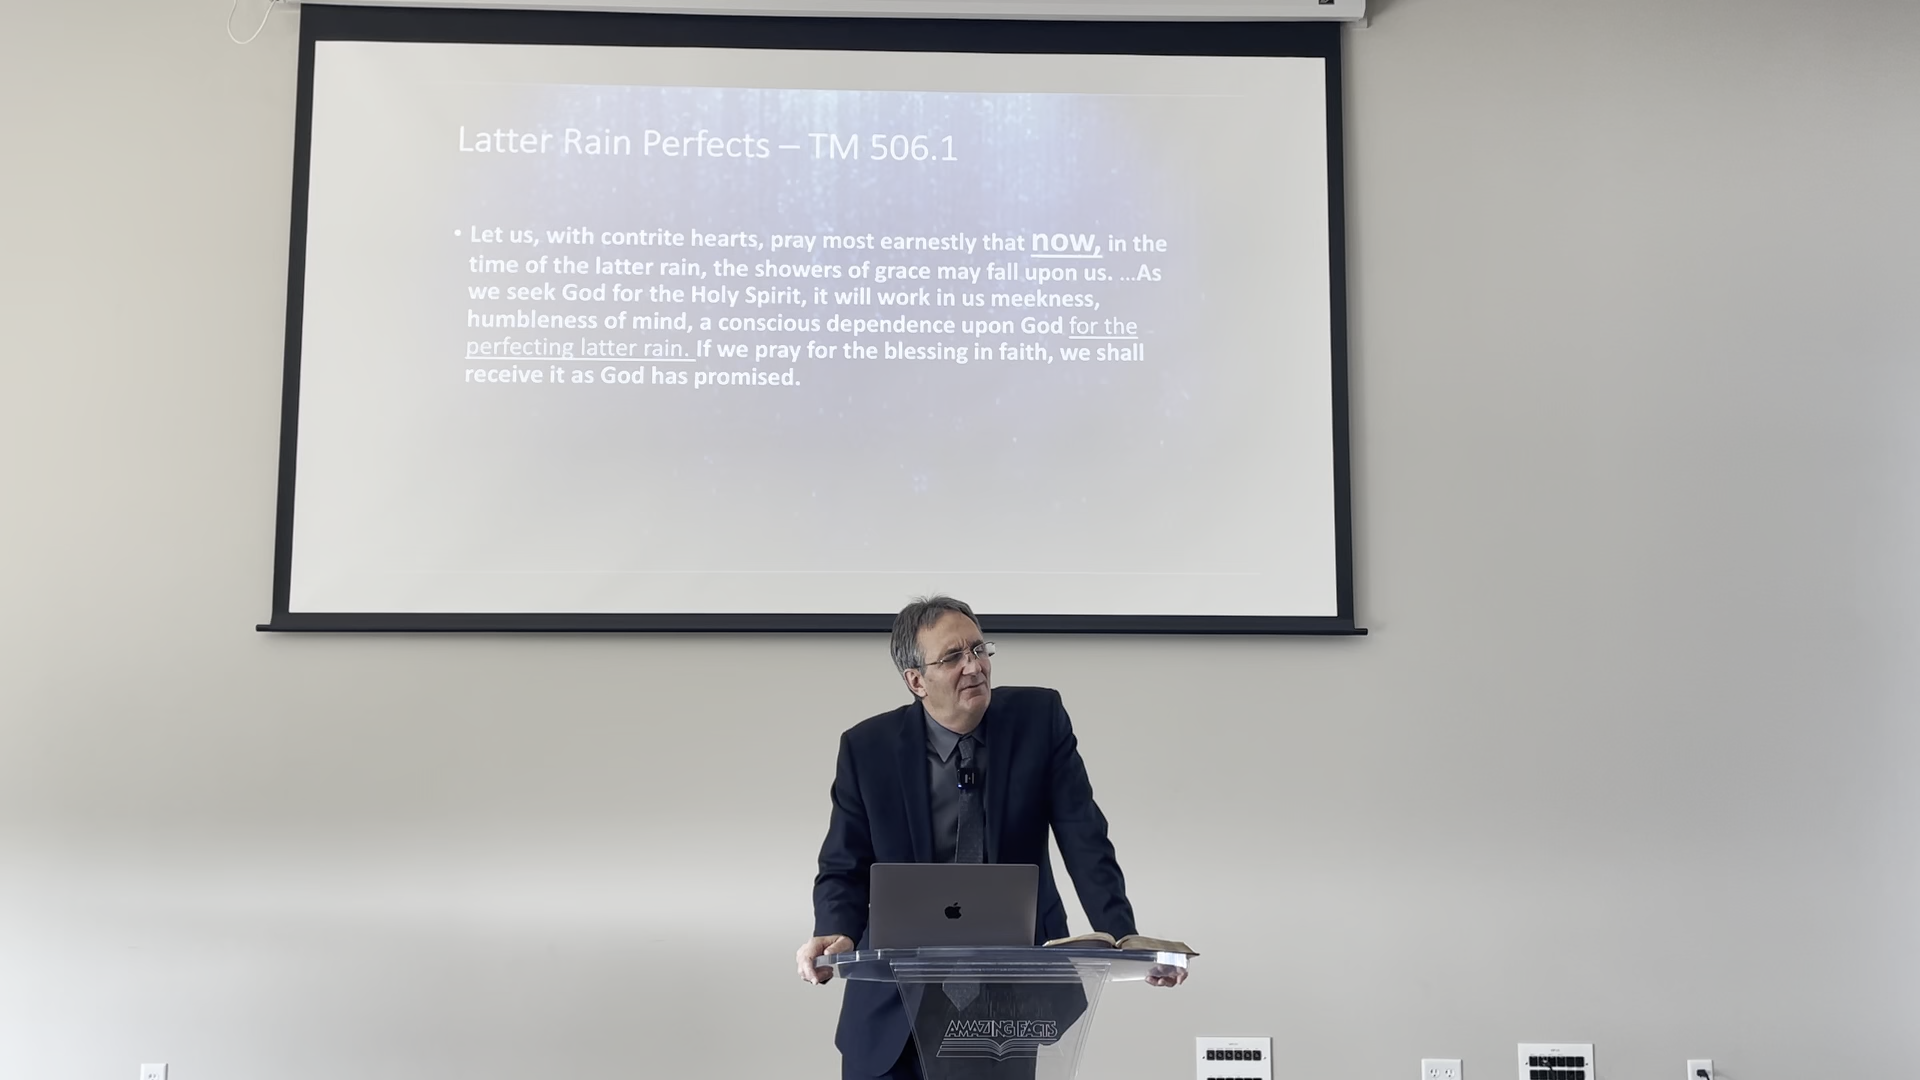 Latter Rain Perfects – TM 506.1
• Let us, with contrite hearts, pray most earnestly that now, in the
time of the latter rain, the showers of grace may fall upon us. ...As
we seek God for the Holy Spirit, it will work in us meekness,
humbleness of mind, a conscious dependence upon God for the
perfecting latter rain. If we pray for the blessing in faith, we shall
receive it as God has promised.
AMAZING FACTS